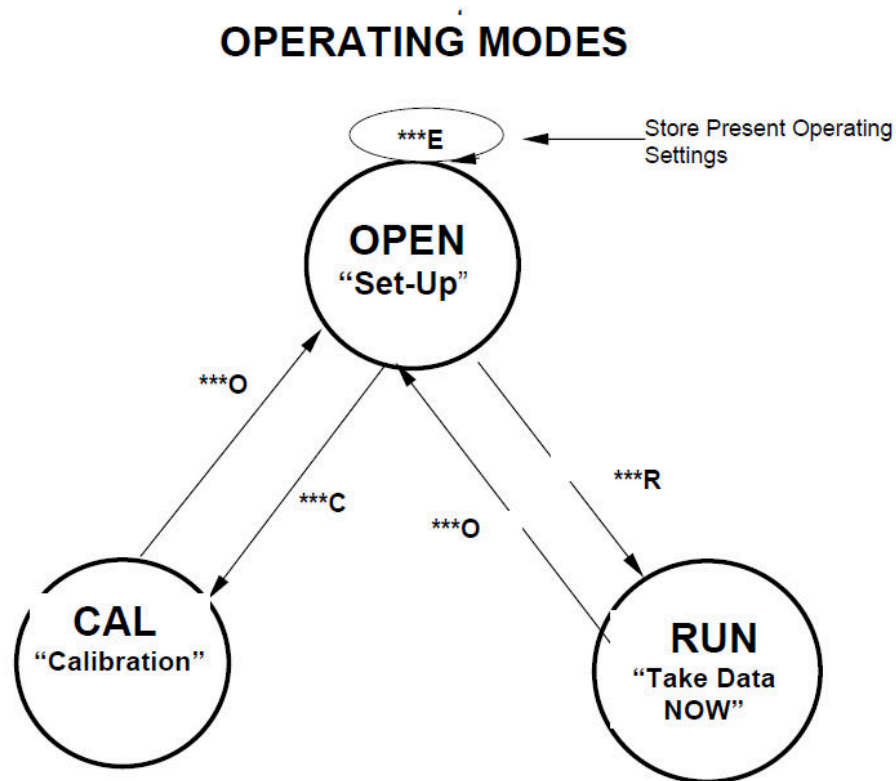 OPERATING MODES
***E
Store Present Operating
Settings
OPEN
“Set-Up”
***O
***C
***R
***O
CAL
“Calibration”
RUN
“Take Data
NOW”